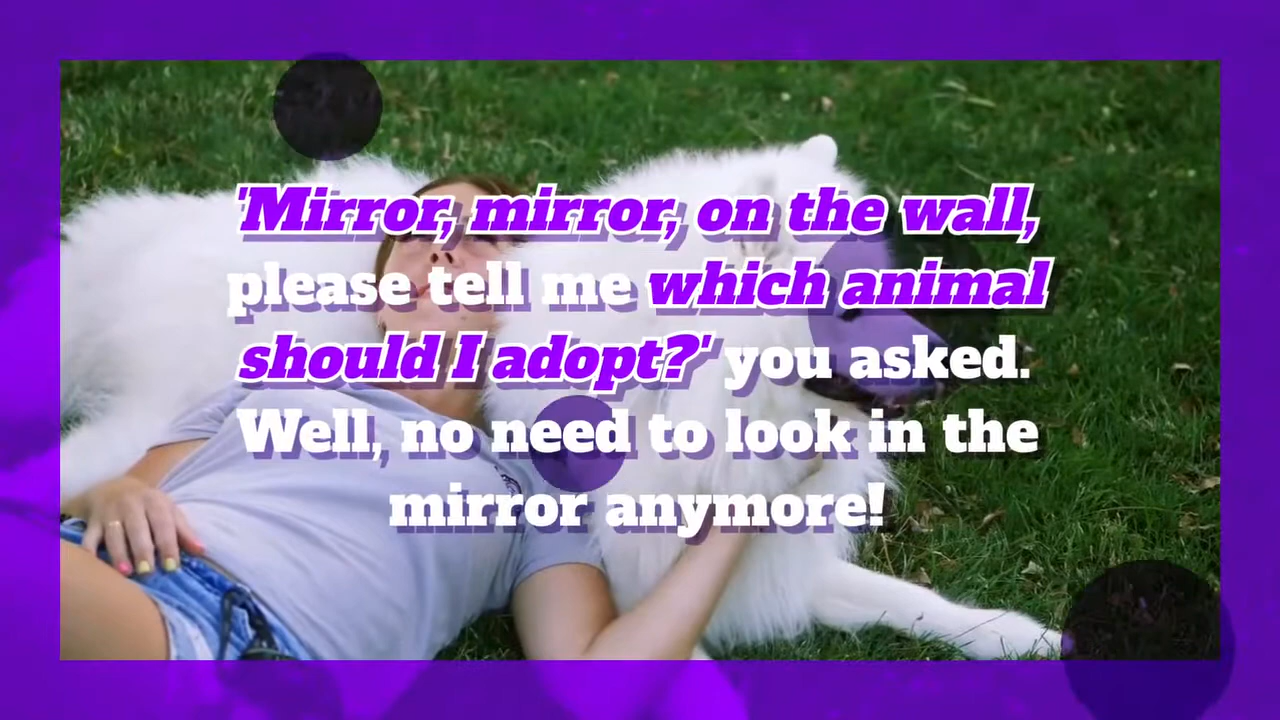 'Mirror, mirror, on the wall,
please tell me which animal
should I adopt?' you asked.
Well, no need to look in the
mirror anymore!